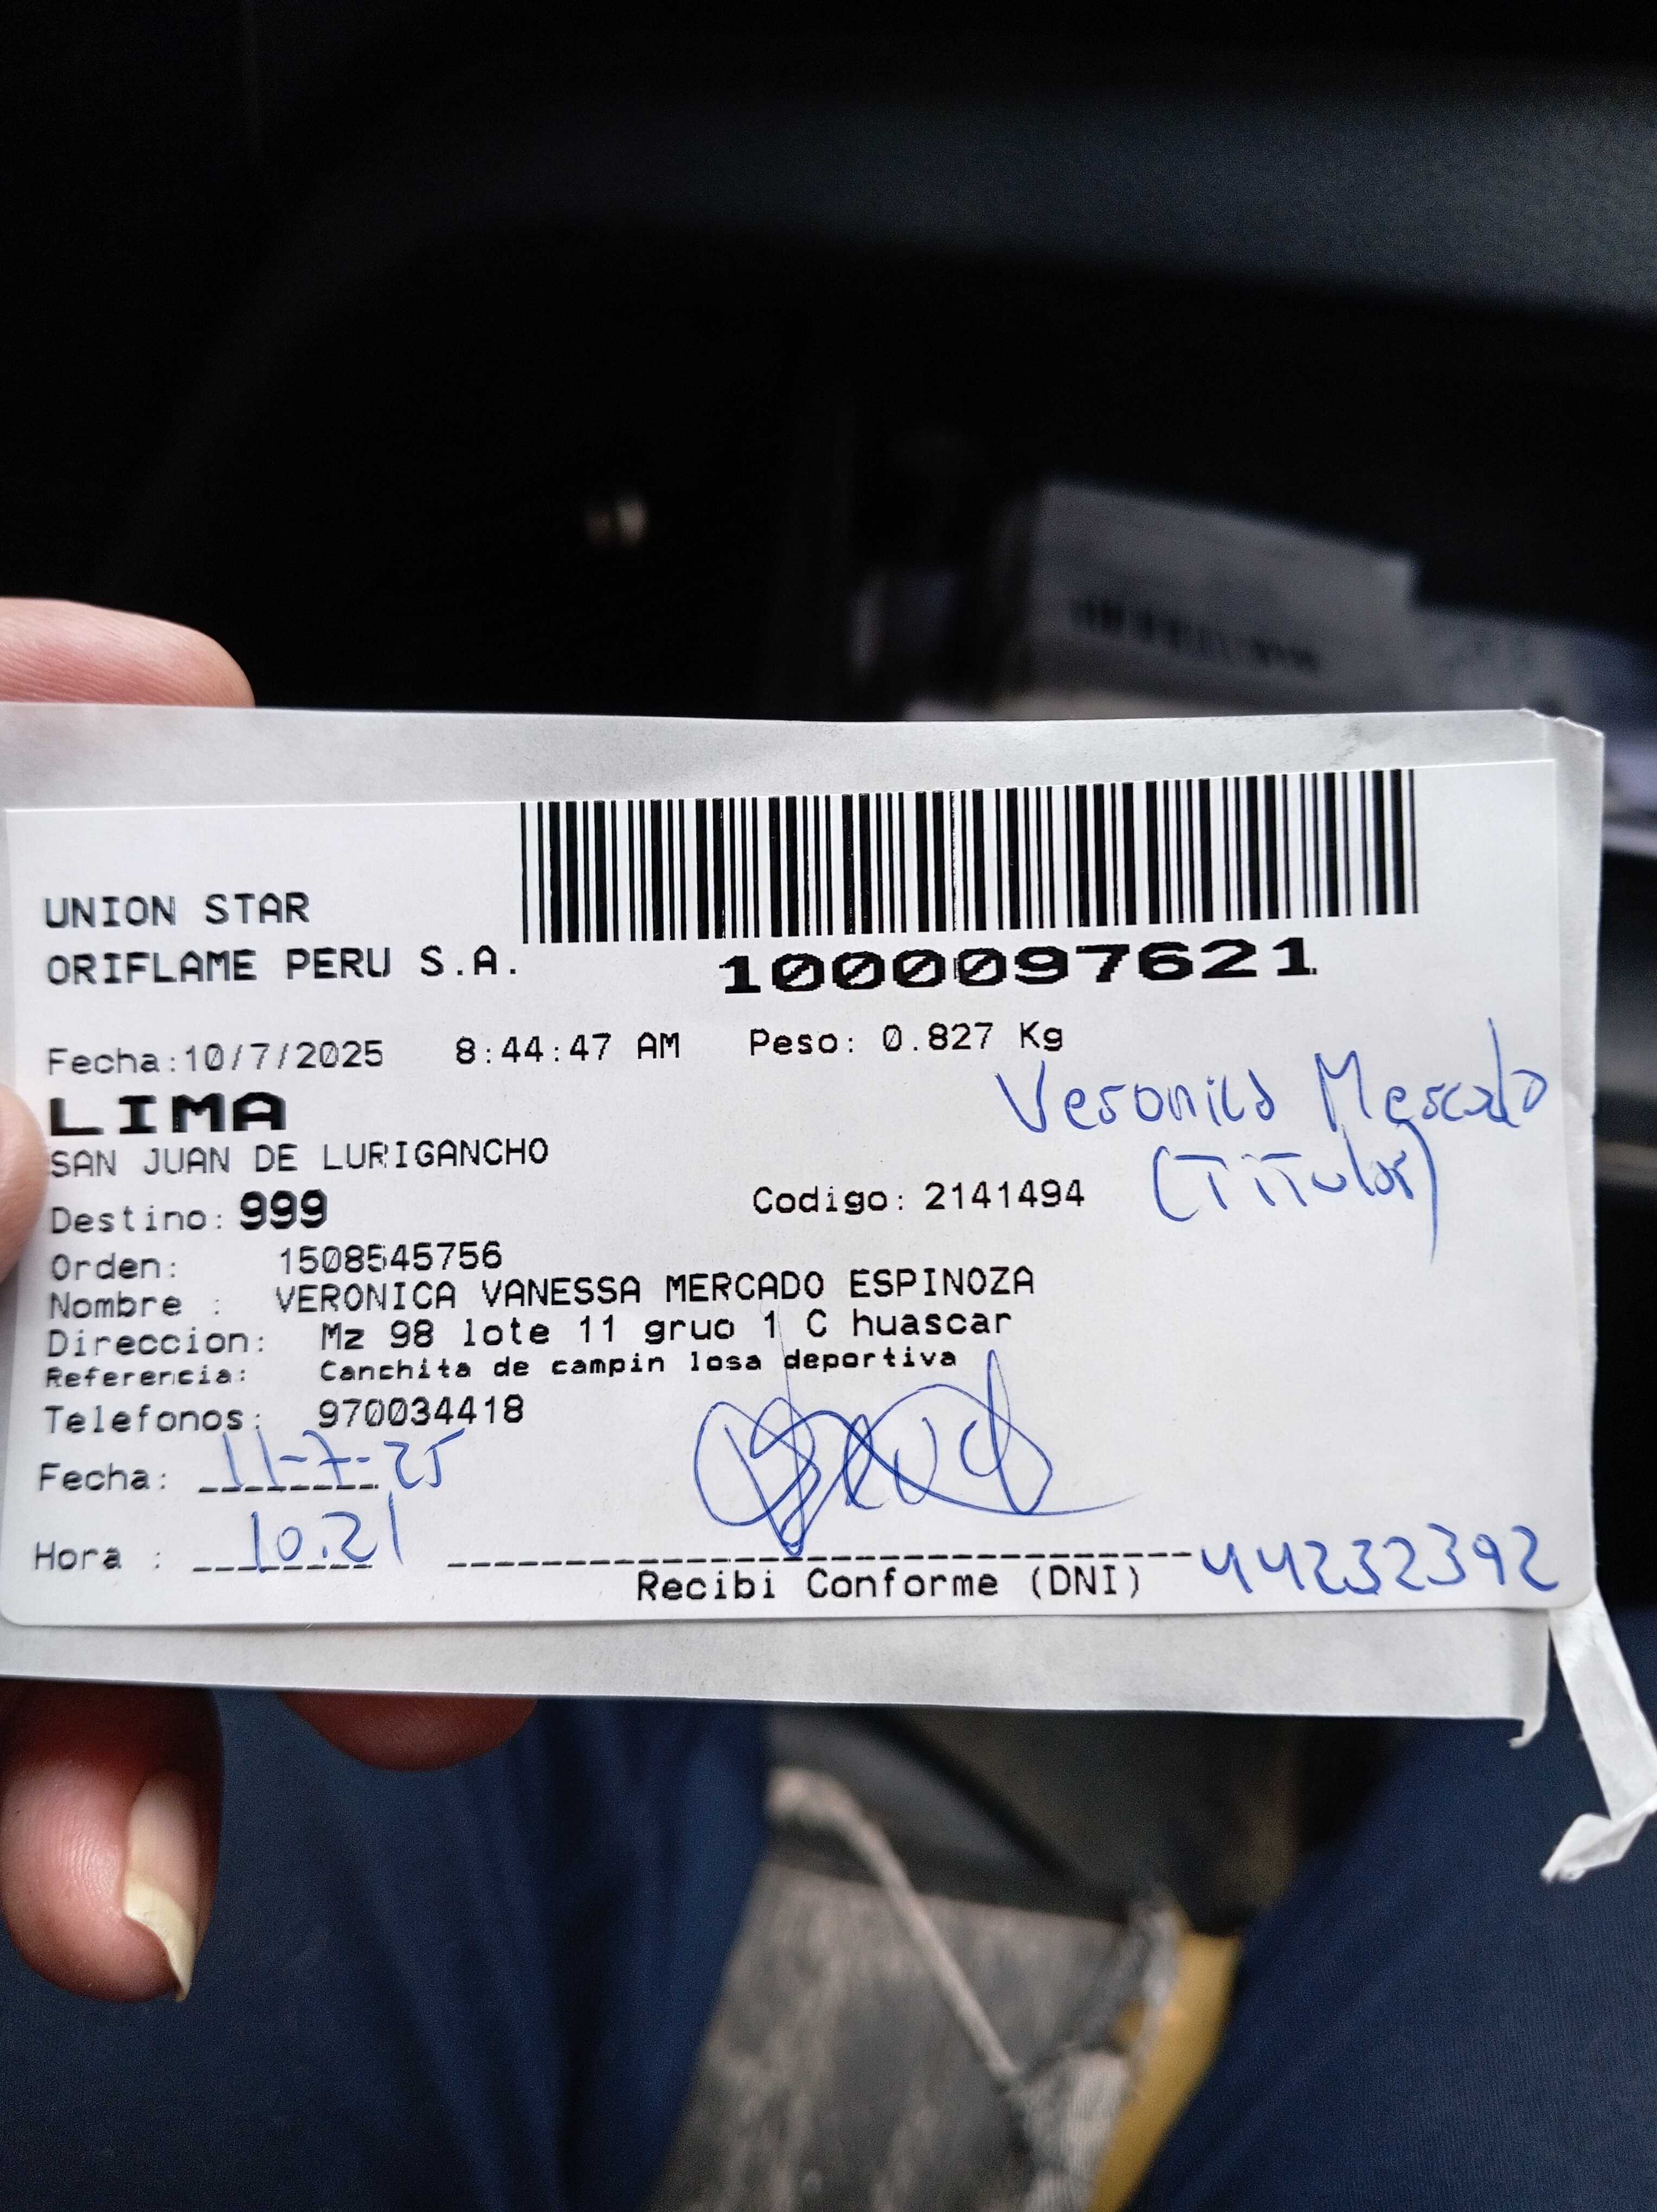 UNION STAR
ORIFLAME PERU S.A.
1000097621
Fecha:10/7/2025 8:44:47 AM Peso: 0.827 Kg
Veronica Mercado
LIMA
(Titular)
SAN JUAN DE LURIGANCHO
Destino: 999 Codigo: 2141494
Orden: 1508545756
Nombre : VERONICA VANESSA MERCADO ESPINOZA
Direccion: Mz 98 lote 11 gruo 1 C huascar
Referencia: Canchita de campin losa deportiva
Telefonos: 970034418
Fecha: 11-7-25
Hora : 10.21
Recibi Conforme (DNI) 44232392